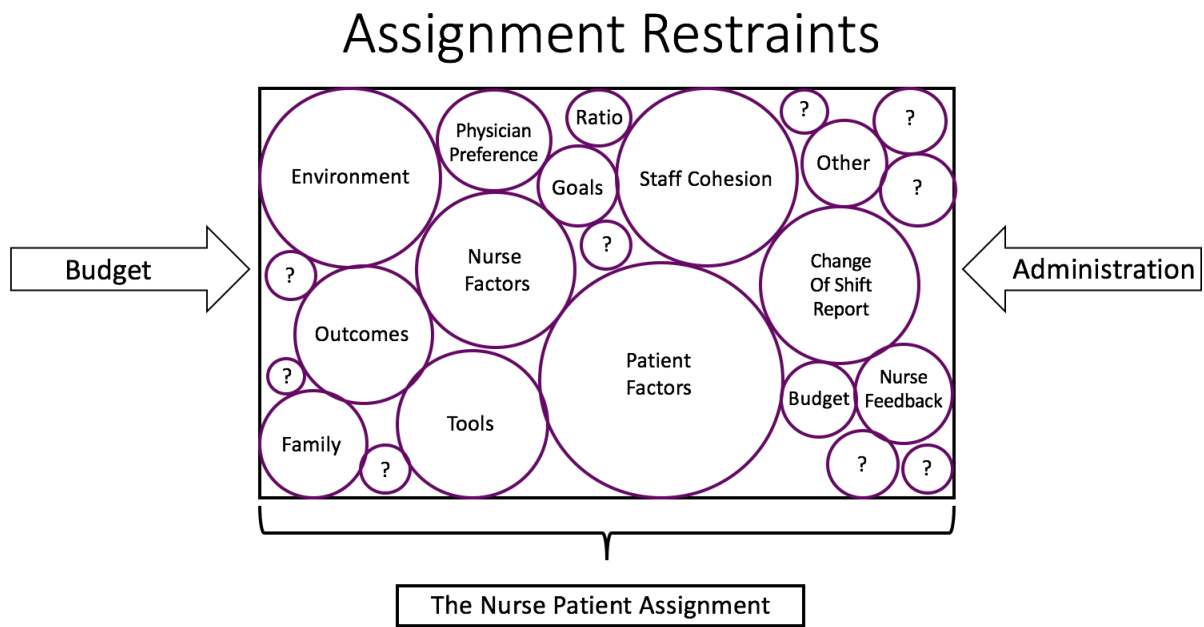 Assignment Restraints
Environment
Physician
Preference
Ratio
Goals
Staff Cohesion
?
?
Other
?
Budget
?
Nurse
Factors
?
Change
Of Shift
Report
Administration
Outcomes
Patient
Factors
?
Family
?
Tools
Budget
Nurse
Feedback
?
?
The Nurse Patient Assignment